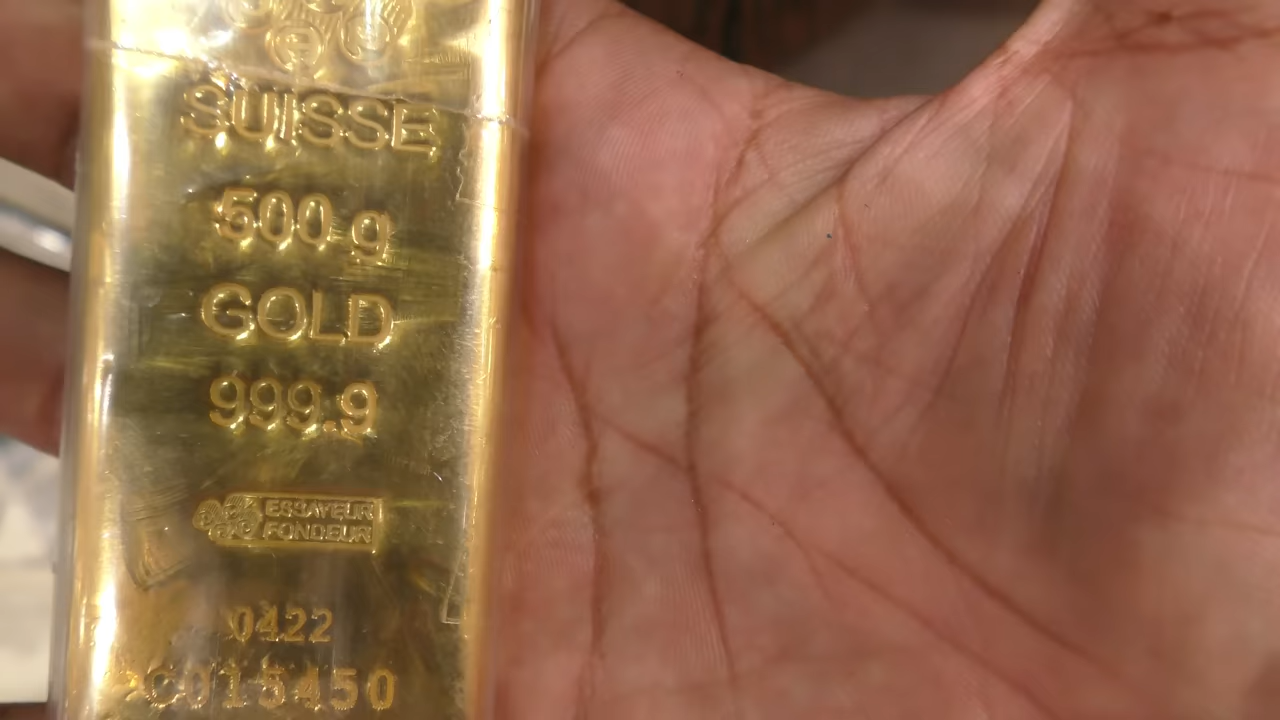 SUISSE
500 g
GOLD
999.9
ESSAYEUR
FONDEUR
0422
C015450